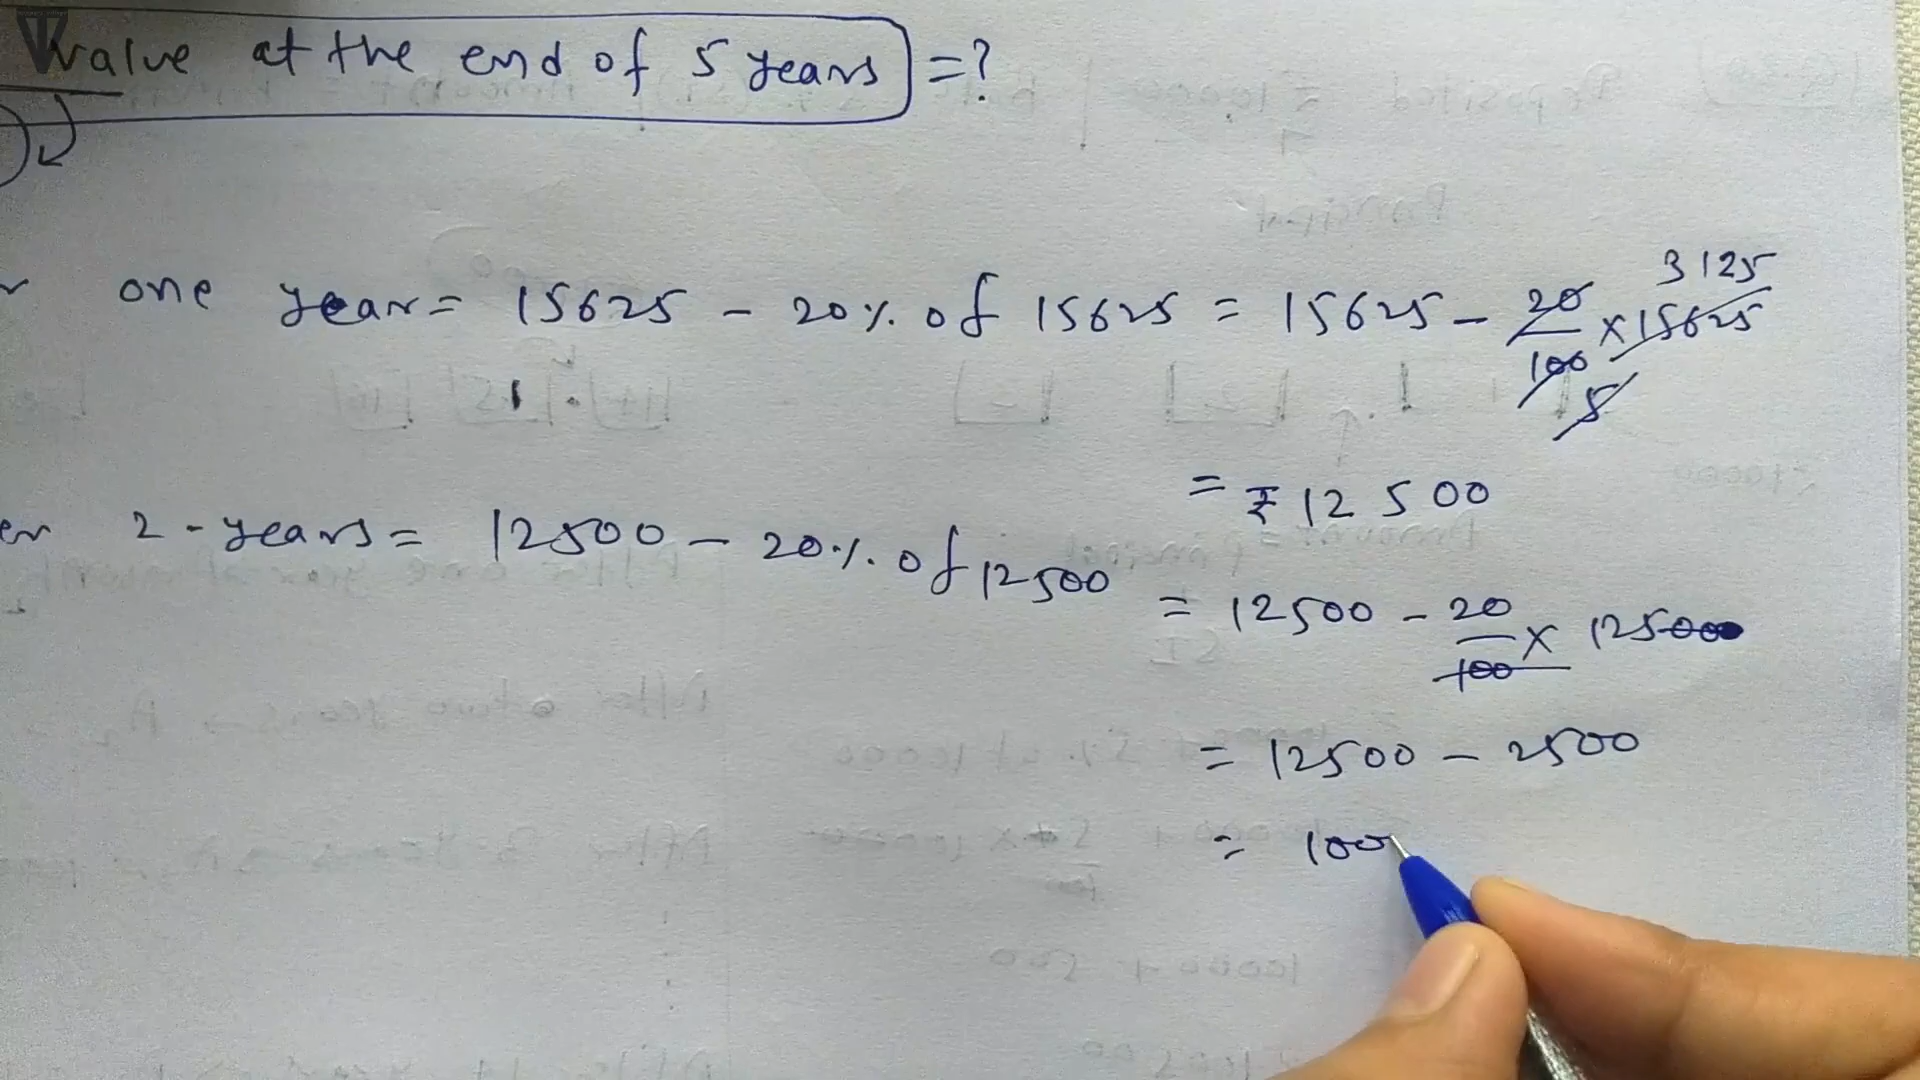 value at the end of 5 years =?
one year = 15625 - 20% of 15625 = 15625 - 20/100 × 15625
3125
5
= ₹12500
2-years = 12500 - 20% of 12500
= 12500 - 20/100 × 12500
= 12500 - 2500
= 100